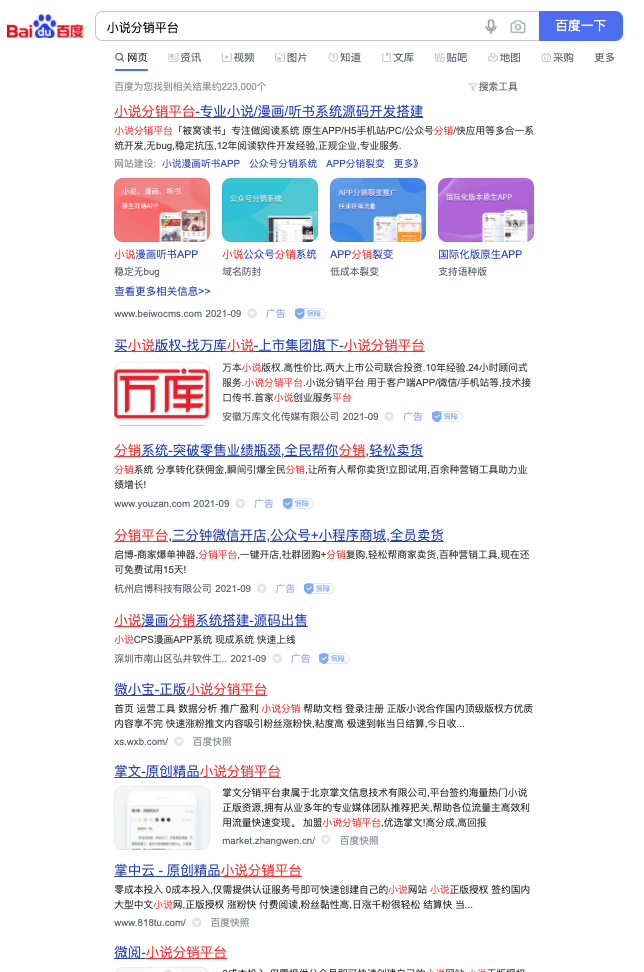 Bai百度
小说分销平台
百度一下
网页 资讯 视频 图片 知道 文库 贴吧 地图 采购 更多
百度为您找到相关结果约223,000个 搜索工具
小说分销平台-专业小说/漫画/听书系统源码开发搭建
小说分销平台「被窝读书」专注做阅读系统 原生APP/H5手机站/PC/公众号分销/快应用等多合一系
统开发,无bug,稳定抗压,12年阅读软件开发经验,正规企业,专业服务.
网站建设: 小说漫画听书APP 公众号分销系统 APP分销裂变 更多》
小说、漫画、听书
原生双端APP
公众号分销系统
APP分销裂变推广
快速获得流量
国际化版本原生APP
小说漫画听书APP 小说公众号分销系统 APP分销裂变 国际化版原生APP
稳定无bug 域名防封 低成本裂变 支持语种版
查看更多相关信息>>
www.beiwocms.com 2021-09 广告 保障
买小说版权-找万库小说-上市集团旗下-小说分销平台
万库
万本小说版权.高性价比.两大上市公司联合投资.10年经验.24小时顾问式
服务.小说分销平台.小说分销平台 用于客户端APP/微信/手机站等,技术接
口传书.首家小说创业服务平台
安徽万库文化传媒有限公司 2021-09 广告 保障
分销系统-突破零售业绩瓶颈,全民帮你分销,轻松卖货
分销系统 分享转化获佣金,瞬间引爆全民分销,让所有人帮你卖货!立即试用,百余种营销工具助力业
绩增长!
www.youzan.com 2021-09 广告 保障
分销平台,三分钟微信开店,公众号+小程序商城,全员卖货
启博-商家爆单神器,分销平台,一键开店,社群团购+分销复购,轻松帮商家卖货,百种营销工具,现在还
可免费试用15天!
杭州启博科技有限公司 2021-09 广告 保障
小说漫画分销系统搭建-源码出售
小说CPS漫画APP系统 现成系统 快速上线
深圳市南山区弘井软件工.. 2021-09 广告 保障
微小宝-正版小说分销平台
首页 运营工具 数据分析 推广盈利 小说分销 帮助文档 登录注册 正版小说合作国内顶级版权方优质
内容享不完 快速涨粉推文内容吸引粉丝涨粉快,粘度高 极速到帐当日结算,今日收...
xs.wxb.com/ 百度快照
掌文-原创精品小说分销平台
掌文分销平台隶属于北京掌文信息技术有限公司,平台签约海量热门小说
正版资源,拥有从业多年的专业媒体团队推荐把关,帮助各位流量主高效利
用流量快速变现。 加盟小说分销平台,优选掌文!高分成,高回报
market.zhangwen.cn/ 百度快照
掌中云 - 原创精品小说分销平台
零成本投入 0成本投入,仅需提供认证服务号即可快速创建自己的小说网站 小说正版授权 签约国内
大型中文小说网,正版授权 涨粉快 付费阅读,粉丝黏性高,日涨千粉很轻松 结算快 当...
www.818tu.com/ 百度快照
微阅-小说分销平台